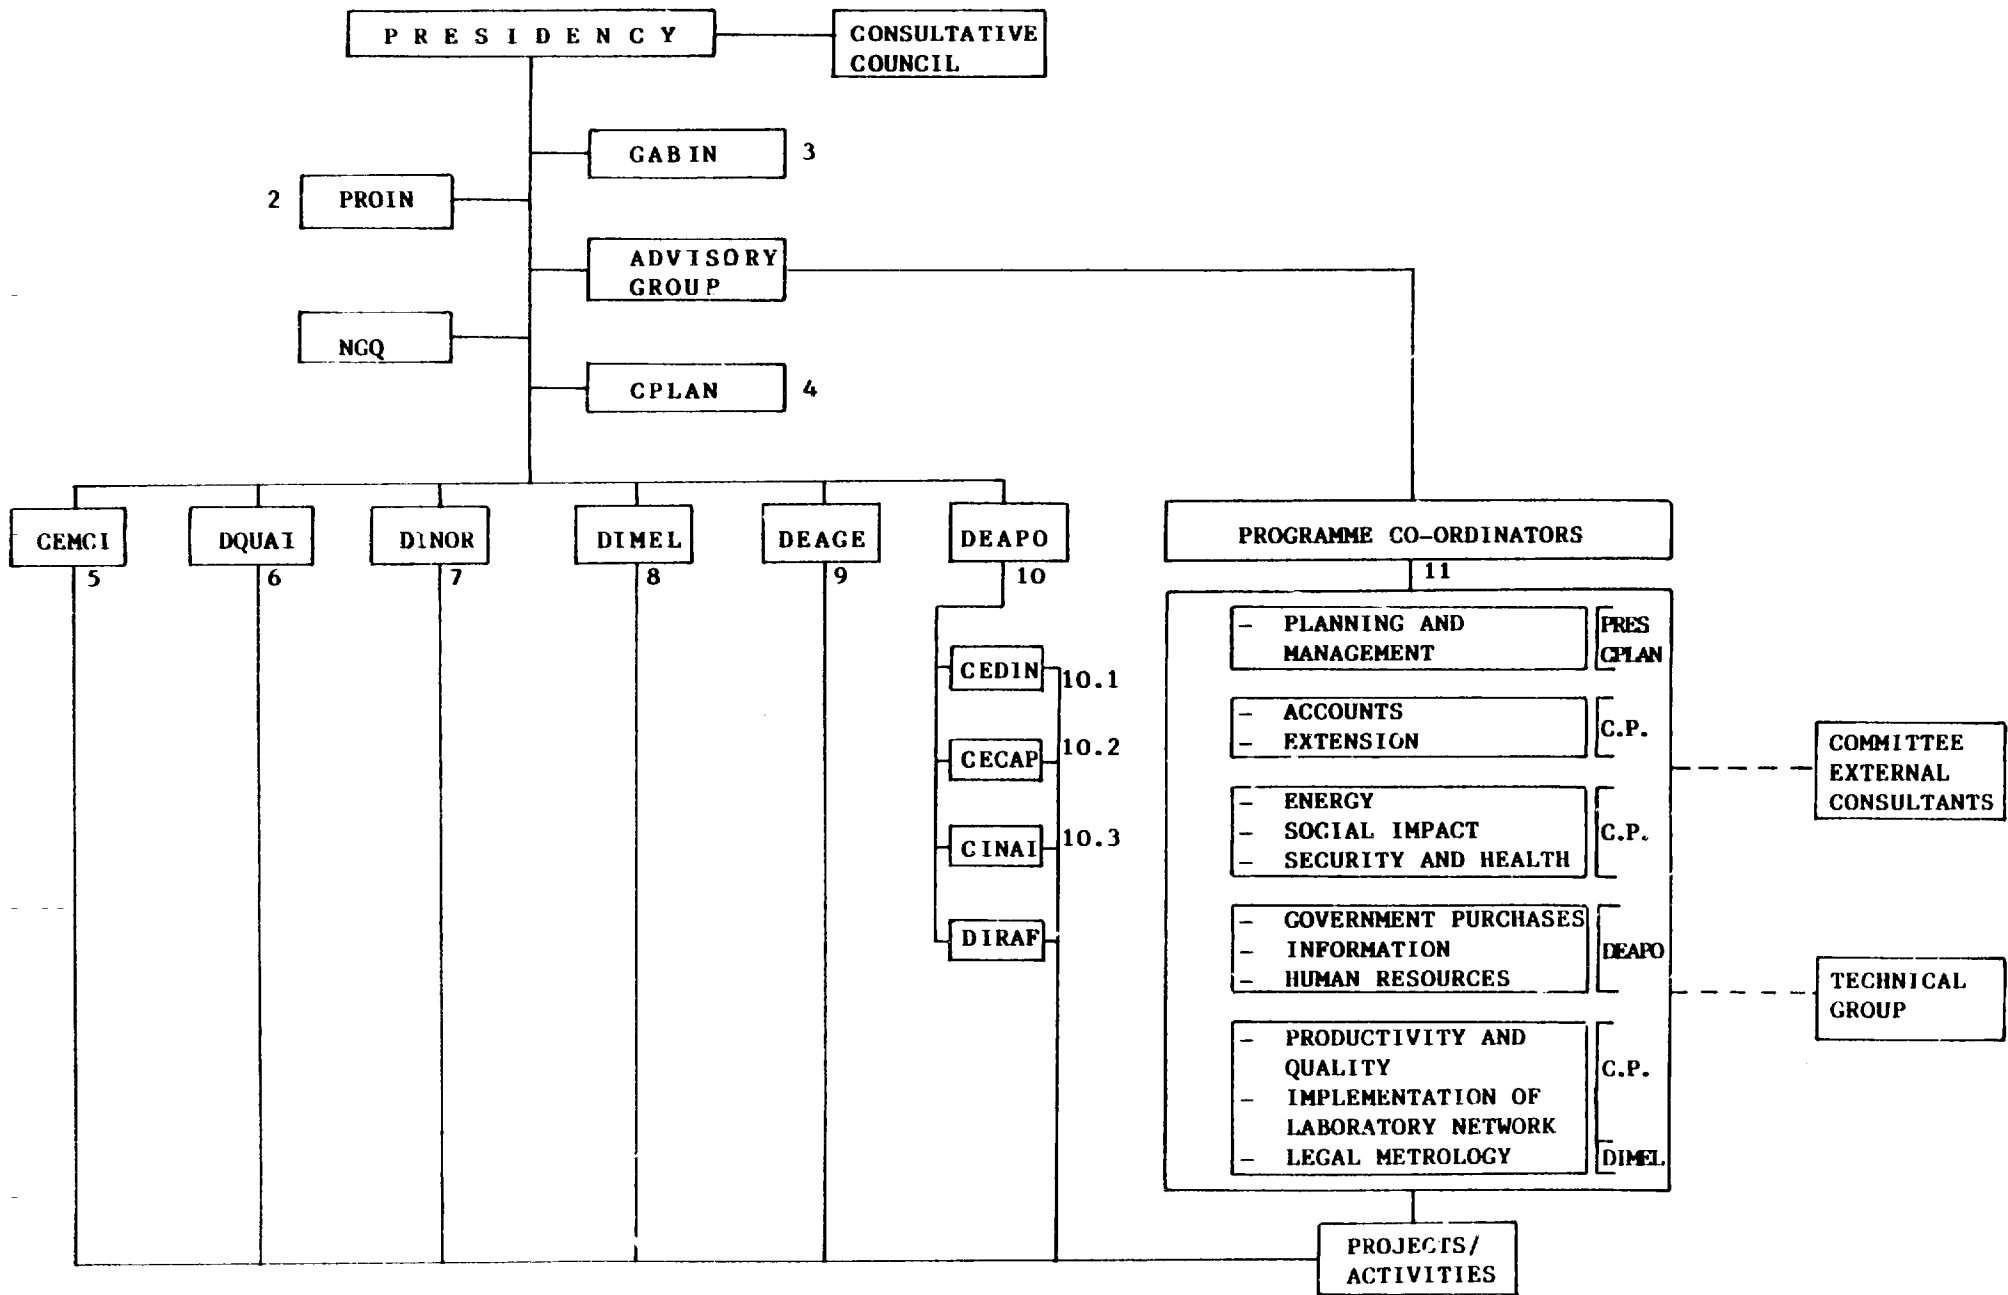 PRESIDENCY
CONSULTATIVE
COUNCIL
GABIN 3
2 PROIN
ADVISORY
GROUP
NGQ
CPLAN 4
CEMCI
5
DQUAI
6
DINOR
7
DIMEL
8
DEAGE
9
DEAPO
10
CEDIN 10.1
CECAP 10.2
CINAI 10.3
DIRAF
PROGRAMME CO-ORDINATORS
11
- PLANNING AND
MANAGEMENT
PRES
CPLAN
- ACCOUNTS
- EXTENSION
C.P.
- ENERGY
- SOCIAL IMPACT
- SECURITY AND HEALTH
C.P.
- GOVERNMENT PURCHASES
- INFORMATION
- HUMAN RESOURCES
DEAPO
- PRODUCTIVITY AND
QUALITY
- IMPLEMENTATION OF
LABORATORY NETWORK
- LEGAL METROLOGY
C.P.
DIMEL
COMMITTEE
EXTERNAL
CONSULTANTS
TECHNICAL
GROUP
PROJECTS/
ACTIVITIES